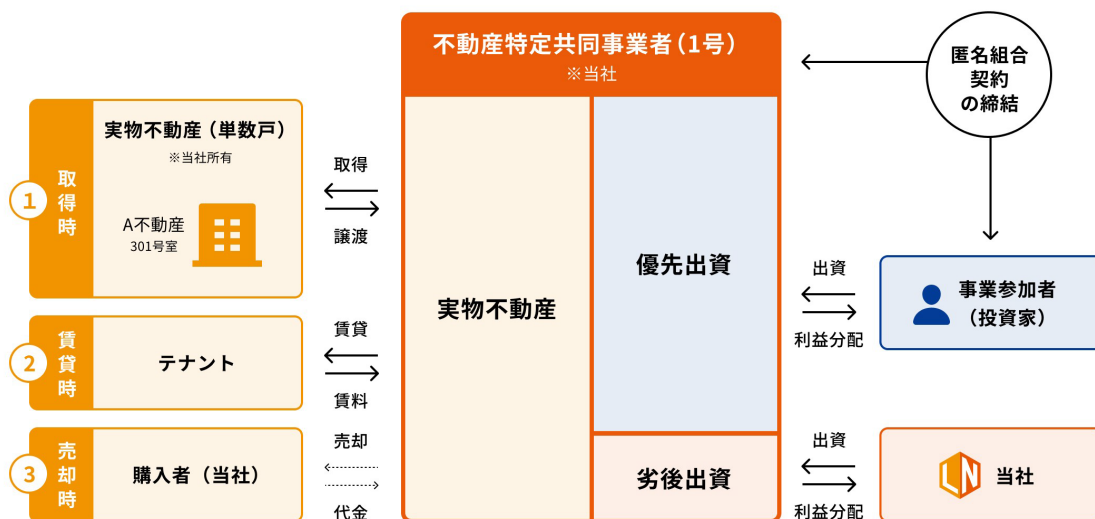 不動産特定共同事業者(1号)
※当社
匿名組合
契約
の締結
1
取得時
実物不動産(単数戸)
※当社所有
A不動産
301号室
取得
譲渡
2
賃貸時
テナント
賃貸
賃料
3
売却時
購入者(当社)
売却
代金
実物不動産
優先出資
劣後出資
出資
利益分配
事業参加者
(投資家)
出資
利益分配
LN
当社